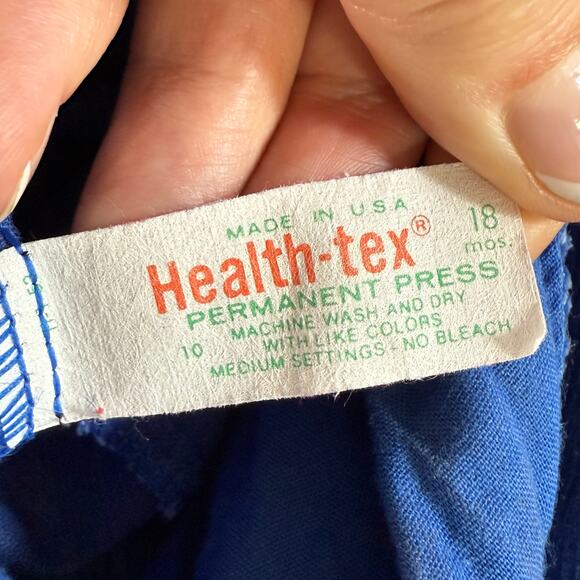 MADE IN U.S.A
Health-tex®
18
mos.
PERMANENT PRESS
MACHINE WASH AND DRY
10
WITH LIKE COLORS
MEDIUM SETTINGS - NO BLEACH